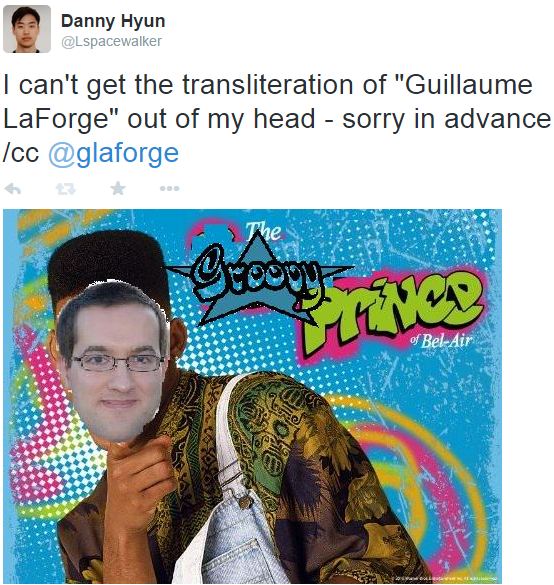 Danny Hyun
@Lspacewalker
I can't get the transliteration of "Guillaume
LaForge" out of my head - sorry in advance
/cc @glaforge
The
Groovy
PRINCE
of Bel-Air